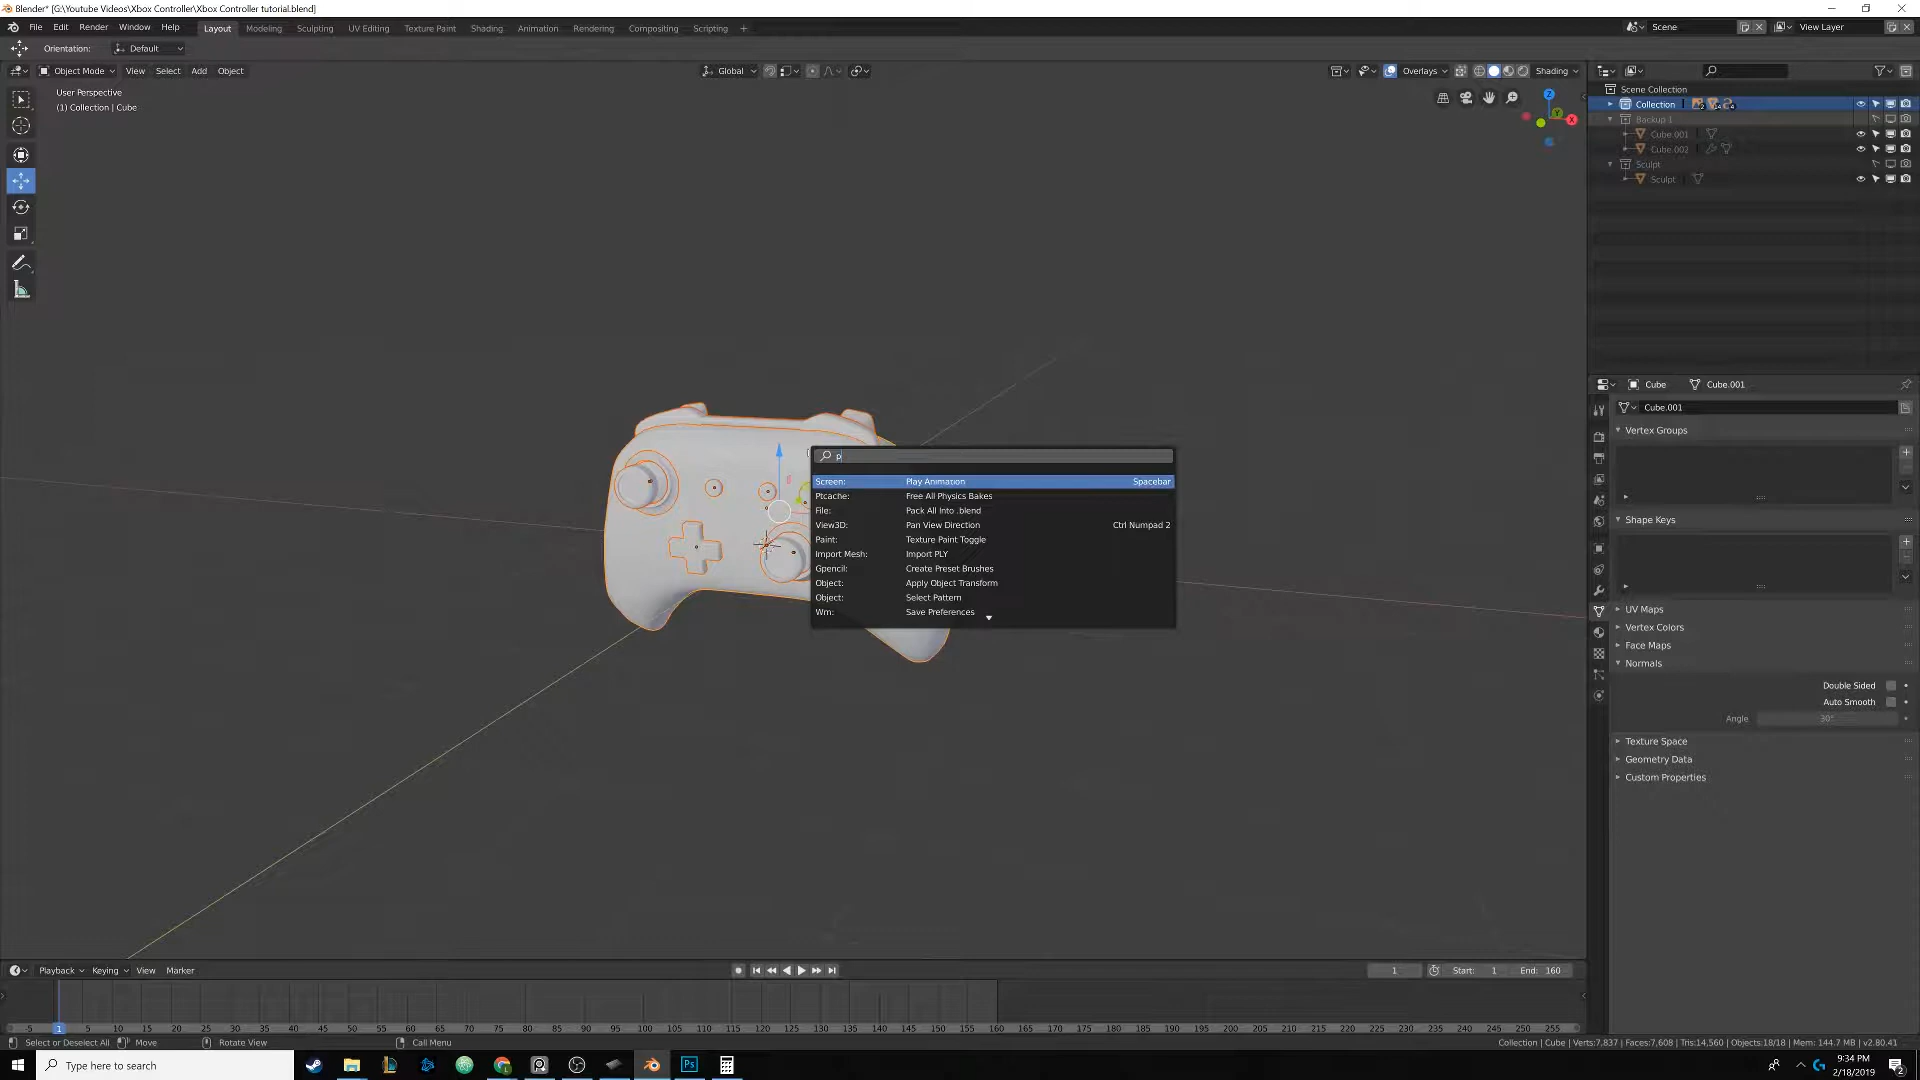 Blender* [G:\Youtube Videos\Xbox Controller\Xbox Controller tutorial.blend]
File Edit Render Window Help Layout Modeling Sculpting UV Editing Texture Paint Shading Animation Rendering Compositing Scripting + Scene View Layer
Orientation: Default
Object Mode View Select Add Object Global Overlays Shading
User Perspective
(1) Collection | Cube
Z
Y
X
Scene Collection
Collection
Backup 1
Cube.001
Cube.002
Sculpt
Sculpt
Cube Cube.001
Cube.001
Vertex Groups
Shape Keys
UV Maps
Vertex Colors
Face Maps
Normals
Double Sided
Auto Smooth
Angle 30°
Texture Space
Geometry Data
Custom Properties
p
Screen: Play Animation Spacebar
Ptcache: Free All Physics Bakes
File: Pack All Into .blend
View3D: Pan View Direction Ctrl Numpad 2
Paint: Texture Paint Toggle
Import Mesh: Import PLY
Gpencil: Create Preset Brushes
Object: Apply Object Transform
Object: Select Pattern
Wm: Save Preferences
Playback Keying View Marker 1 Start: 1 End: 160
-5 1 5 10 15 20 25 30 35 40 45 50 55 60 65 70 75 80 85 90 95 100 105 110 115 120 125 130 135 140 145 150 155 160 165 170 175 180 185 190 195 200 205 210 215 220 225 230 235 240 245 250 255
Select or Deselect All Move Rotate View Call Menu Collection | Cube | Verts:7,837 | Faces:7,608 | Tris:14,560 | Objects:18/18 | Mem: 144.7 MB | v2.80.41
Type here to search Ps 9:34 PM
2/18/2019 2